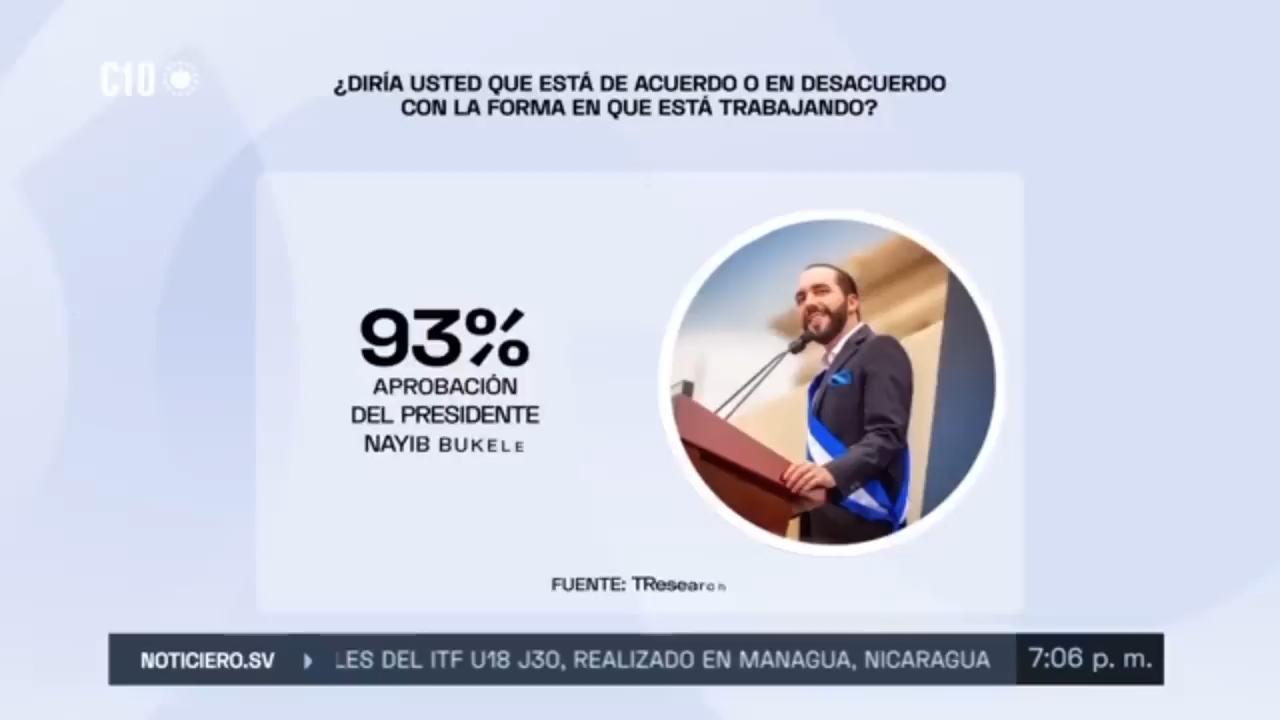 C10
¿DIRÍA USTED QUE ESTÁ DE ACUERDO O EN DESACUERDO
CON LA FORMA EN QUE ESTÁ TRABAJANDO?
93%
APROBACIÓN
DEL PRESIDENTE
NAYIB BUKELE
FUENTE: TResearch
NOTICIERO.SV
LES DEL ITF U18 J30, REALIZADO EN MANAGUA, NICARAGUA
7:06 p. m.